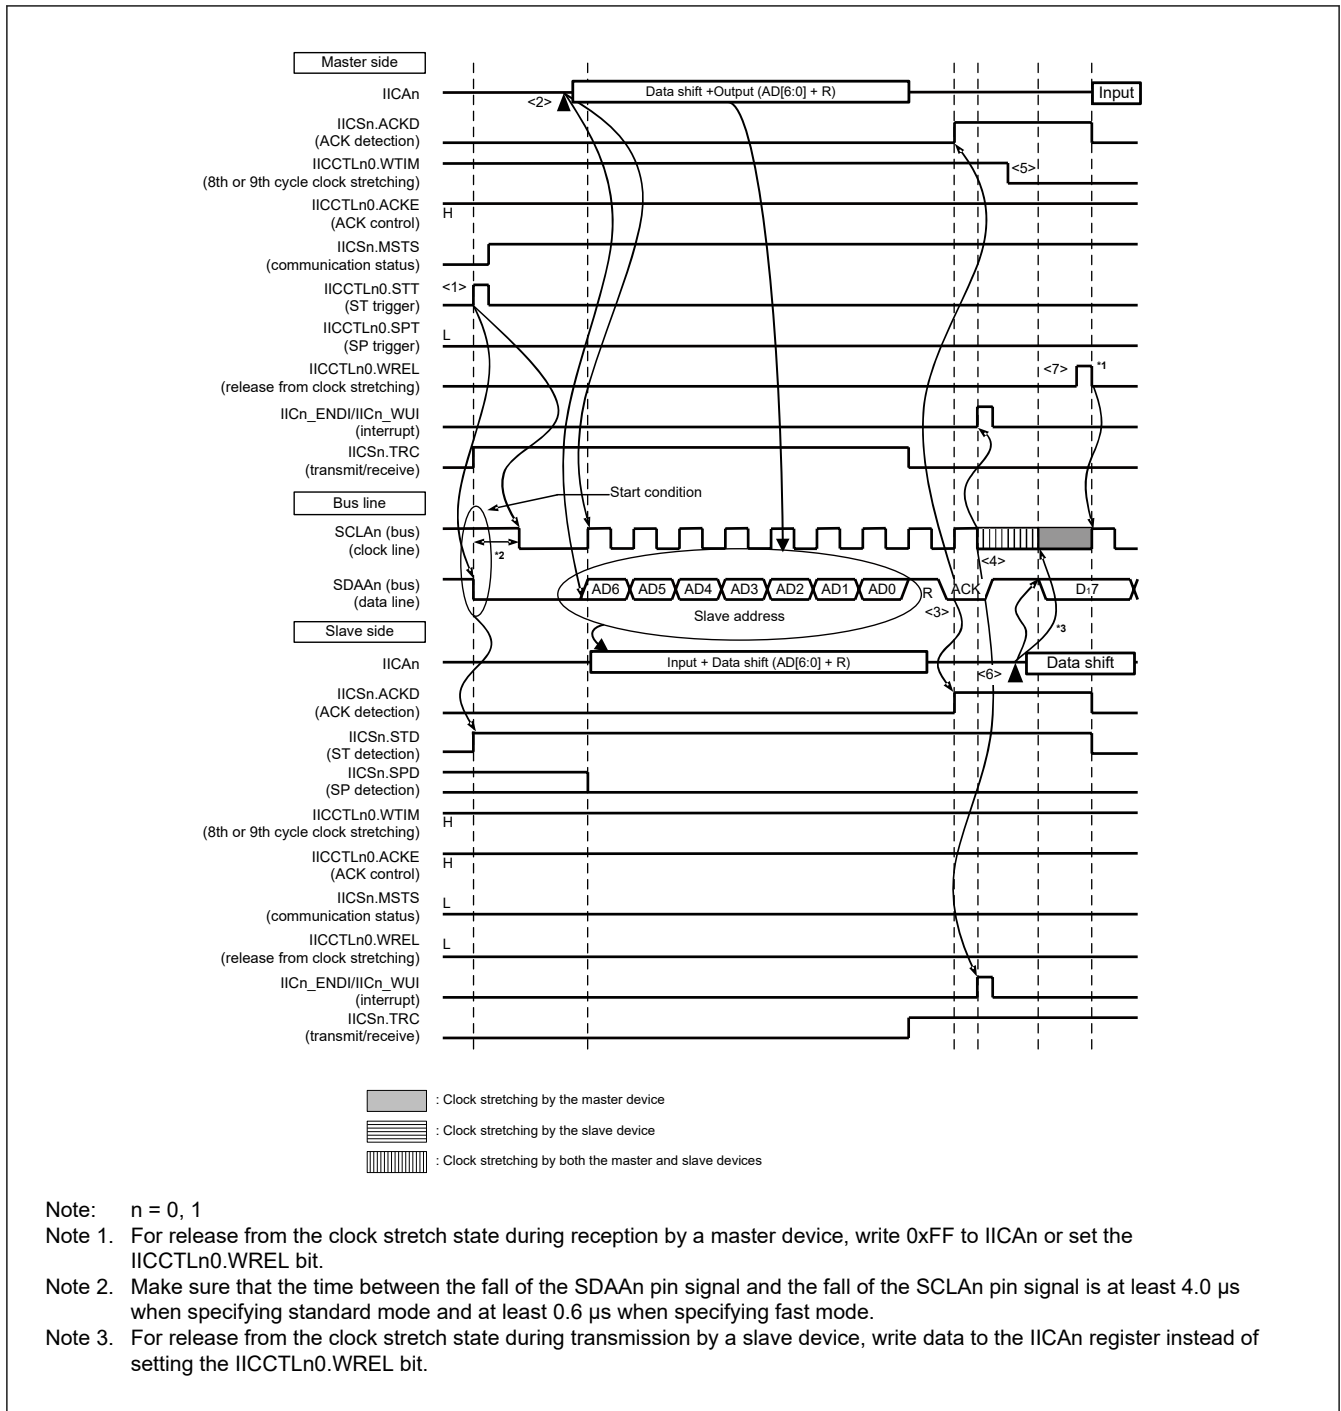 Master side
IICAn
<2>
Data shift +Output (AD[6:0] + R)
Input
IICSn.ACKD
(ACK detection)
IICCTLn0.WTIM
(8th or 9th cycle clock stretching)
<5>
IICCTLn0.ACKE
(ACK control)
H
IICSn.MSTS
(communication status)
IICCTLn0.STT
(ST trigger)
<1>
IICCTLn0.SPT
(SP trigger)
L
IICCTLn0.WREL
(release from clock stretching)
<7>
*1
IICn_ENDI/IICn_WUI
(interrupt)
IICSn.TRC
(transmit/receive)
Bus line
Start condition
SCLAn (bus)
(clock line)
*2
<4>
SDAAn (bus)
(data line)
AD6 AD5 AD4 AD3 AD2 AD1 AD0 R ACK D17
<3>
Slave address
*3
Slave side
IICAn
Input + Data shift (AD[6:0] + R)
<6>
Data shift
IICSn.ACKD
(ACK detection)
IICSn.STD
(ST detection)
IICSn.SPD
(SP detection)
IICCTLn0.WTIM
(8th or 9th cycle clock stretching)
H
IICCTLn0.ACKE
(ACK control)
H
IICSn.MSTS
(communication status)
L
IICCTLn0.WREL
(release from clock stretching)
L
IICn_ENDI/IICn_WUI
(interrupt)
IICSn.TRC
(transmit/receive)
: Clock stretching by the master device
: Clock stretching by the slave device
: Clock stretching by both the master and slave devices
Note: n = 0, 1
Note 1. For release from the clock stretch state during reception by a master device, write 0xFF to IICAn or set the
IICCTLn0.WREL bit.
Note 2. Make sure that the time between the fall of the SDAAn pin signal and the fall of the SCLAn pin signal is at least 4.0 µs
when specifying standard mode and at least 0.6 µs when specifying fast mode.
Note 3. For release from the clock stretch state during transmission by a slave device, write data to the IICAn register instead of
setting the IICCTLn0.WREL bit.